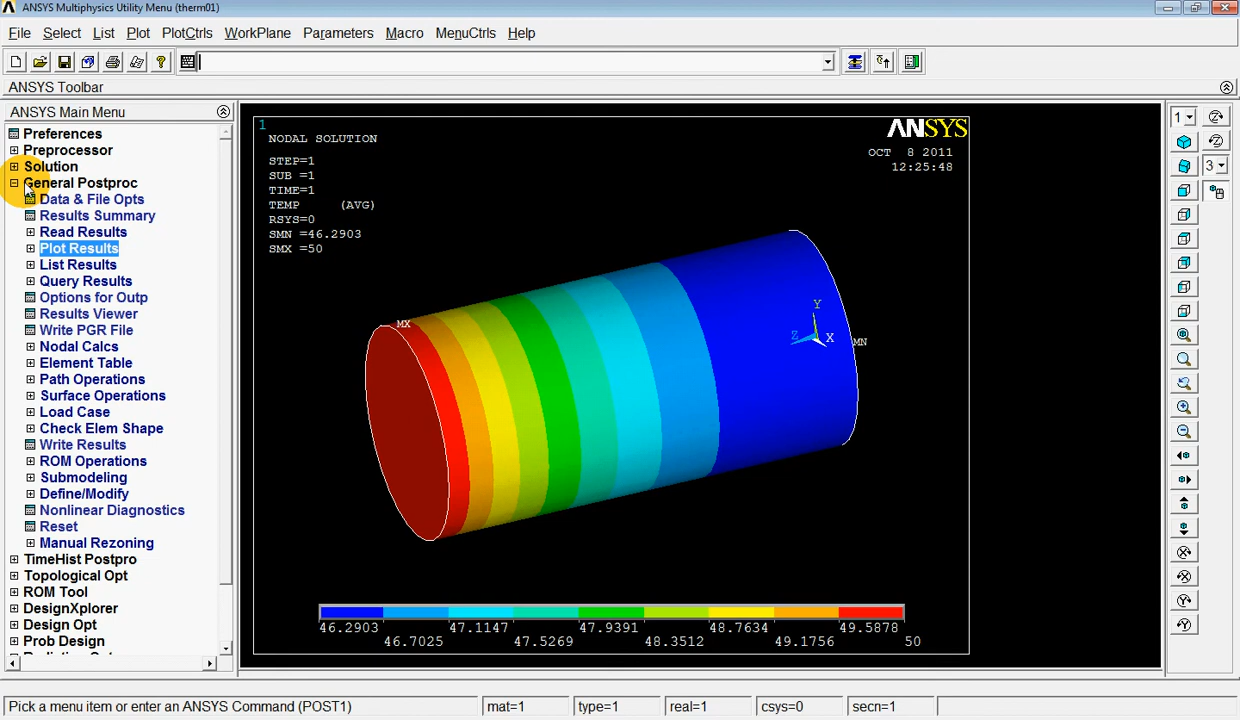 ANSYS Multiphysics Utility Menu (therm01)
File Select List Plot PlotCtrls WorkPlane Parameters Macro MenuCtrls Help
ANSYS Toolbar
ANSYS Main Menu
Preferences
Preprocessor
Solution
General Postproc
Data & File Opts
Results Summary
Read Results
Plot Results
List Results
Query Results
Options for Outp
Results Viewer
Write PGR File
Nodal Calcs
Element Table
Path Operations
Surface Operations
Load Case
Check Elem Shape
Write Results
ROM Operations
Submodeling
Define/Modify
Nonlinear Diagnostics
Reset
Manual Rezoning
TimeHist Postpro
Topological Opt
ROM Tool
DesignXplorer
Design Opt
Prob Design
1
NODAL SOLUTION
STEP=1
SUB =1
TIME=1
TEMP (AVG)
RSYS=0
SMN =46.2903
SMX =50
ANSYS
OCT 8 2011
12:25:48
MX
Y
Z X
MN
46.2903 47.1147 47.9391 48.7634 49.5878
46.7025 47.5269 48.3512 49.1756 50
1
3
Pick a menu item or enter an ANSYS Command (POST1)
mat=1 type=1 real=1 csys=0 secn=1